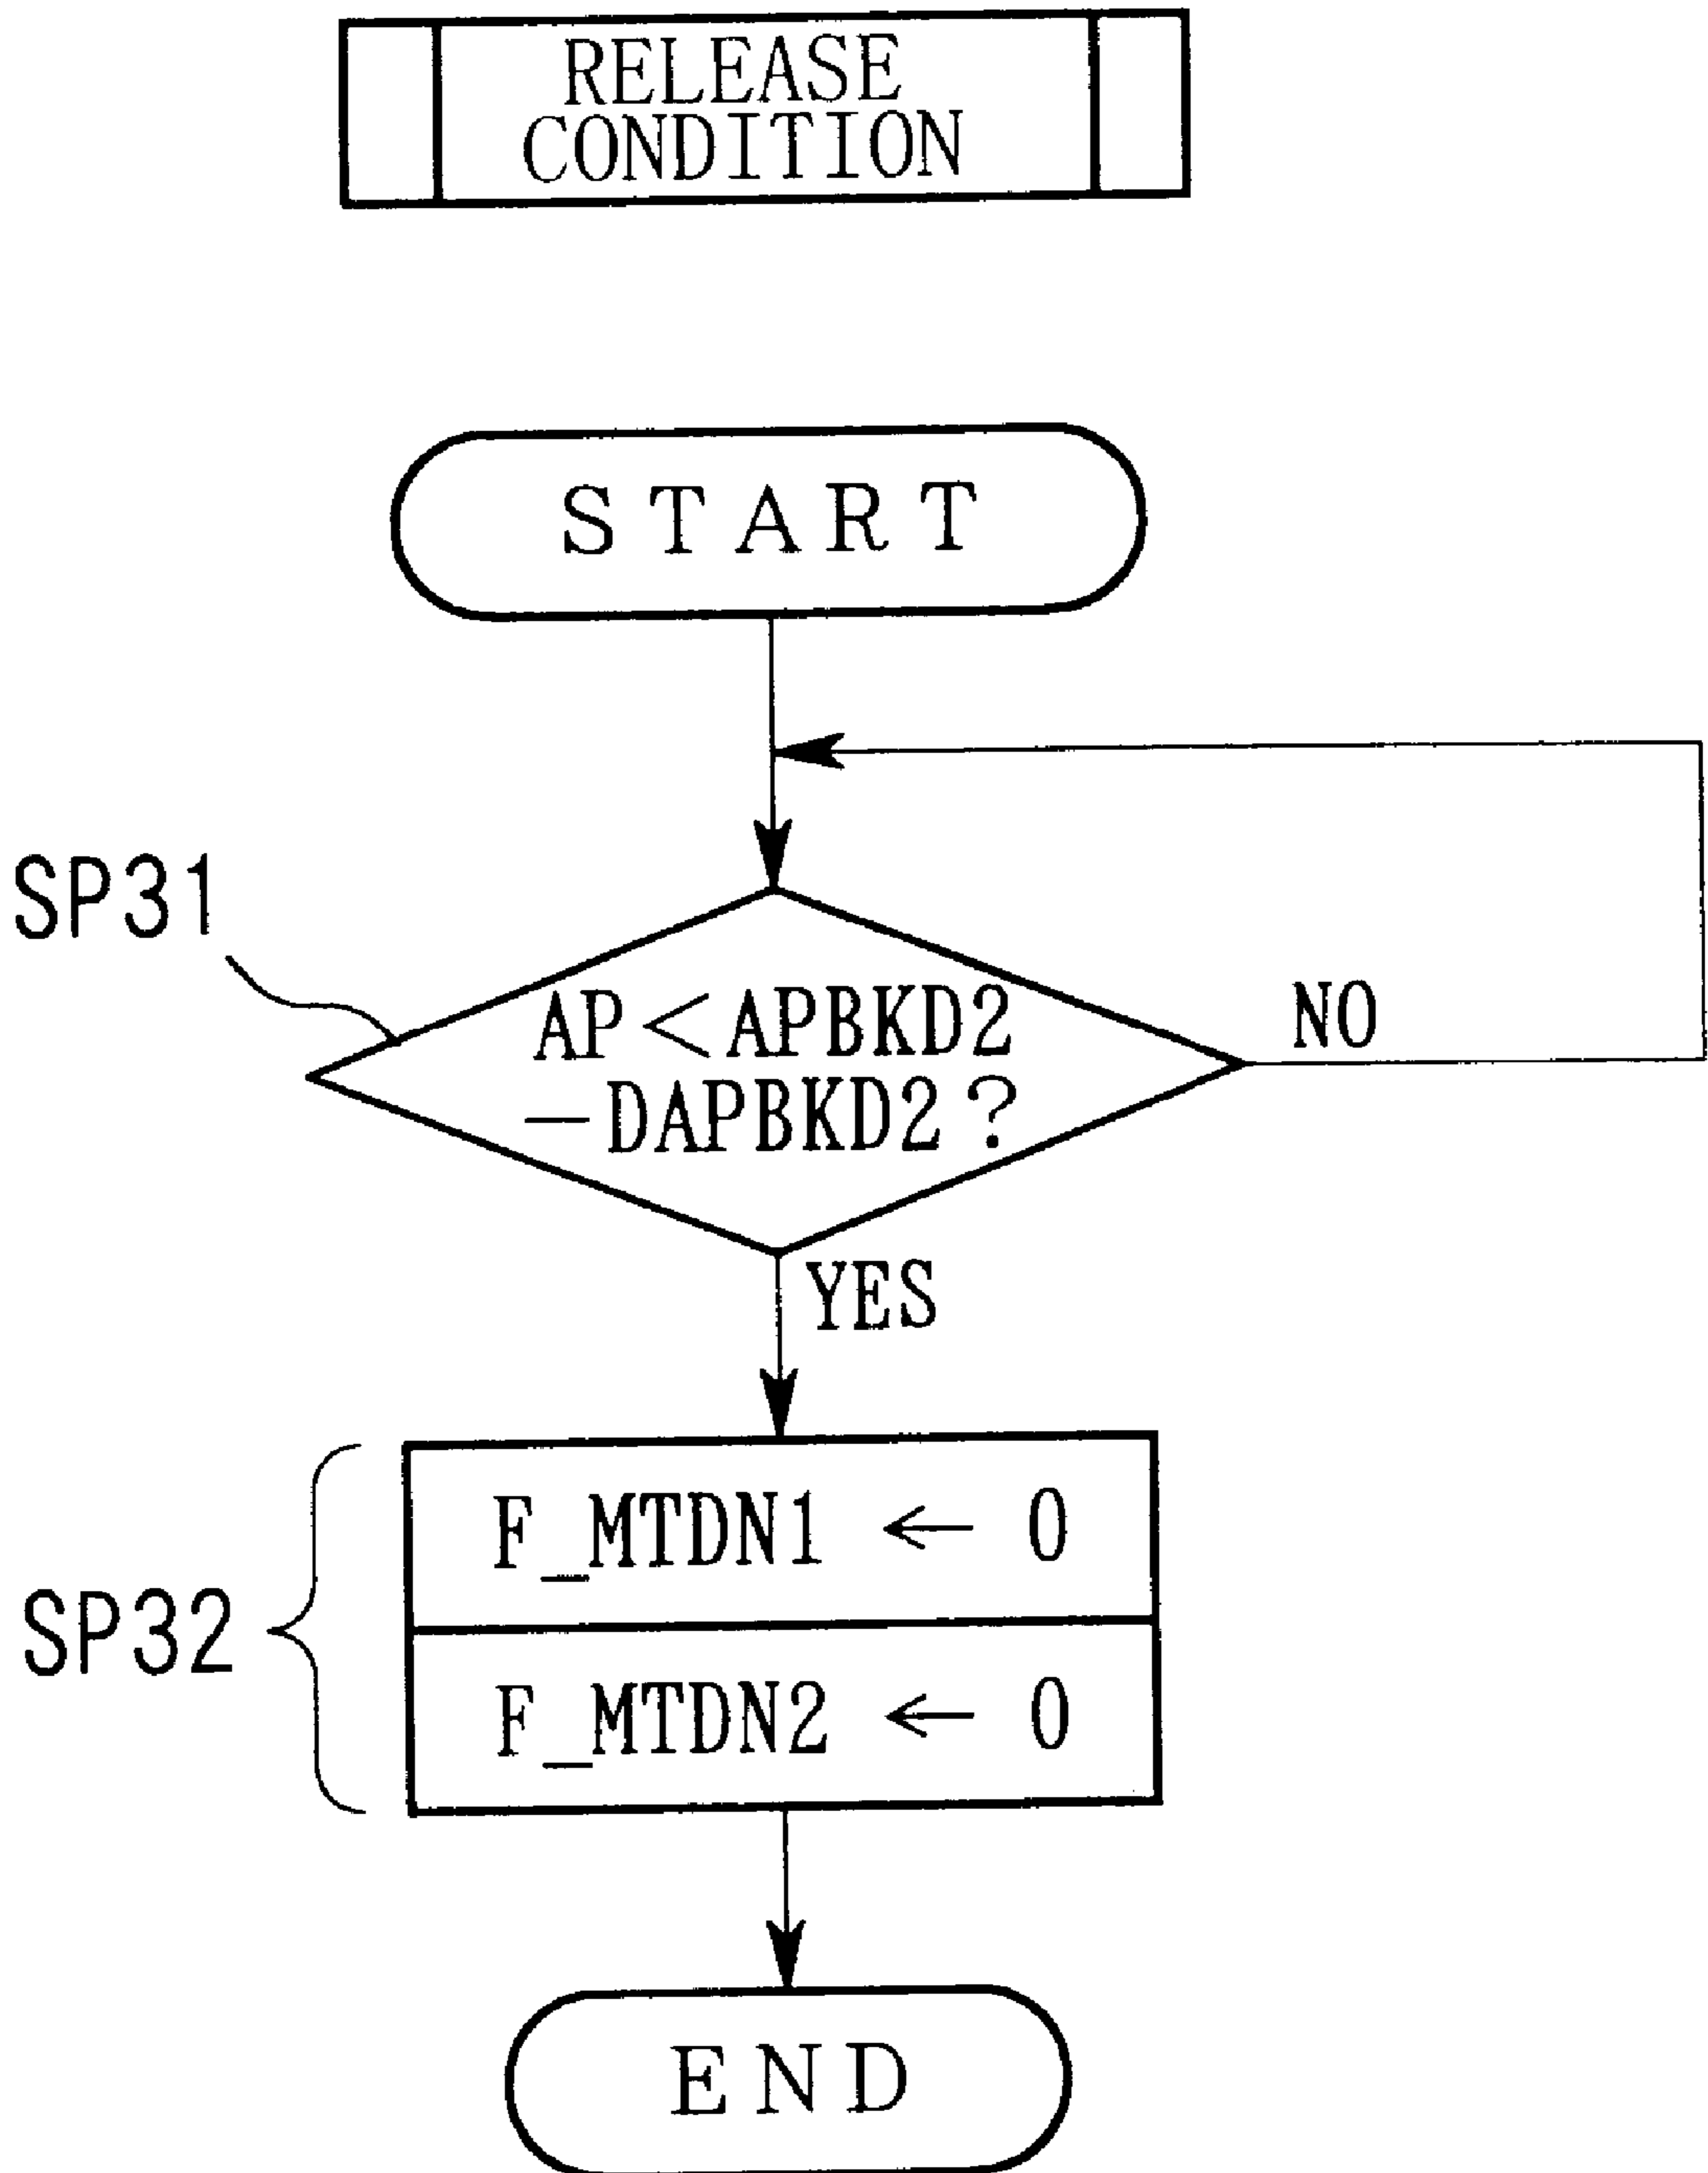 RELEASE
CONDITION
START
SP31
AP<APBKD2
-DAPBKD2?
NO
YES
SP32
F_MTDN1 ← 0
F_MTDN2 ← 0
END